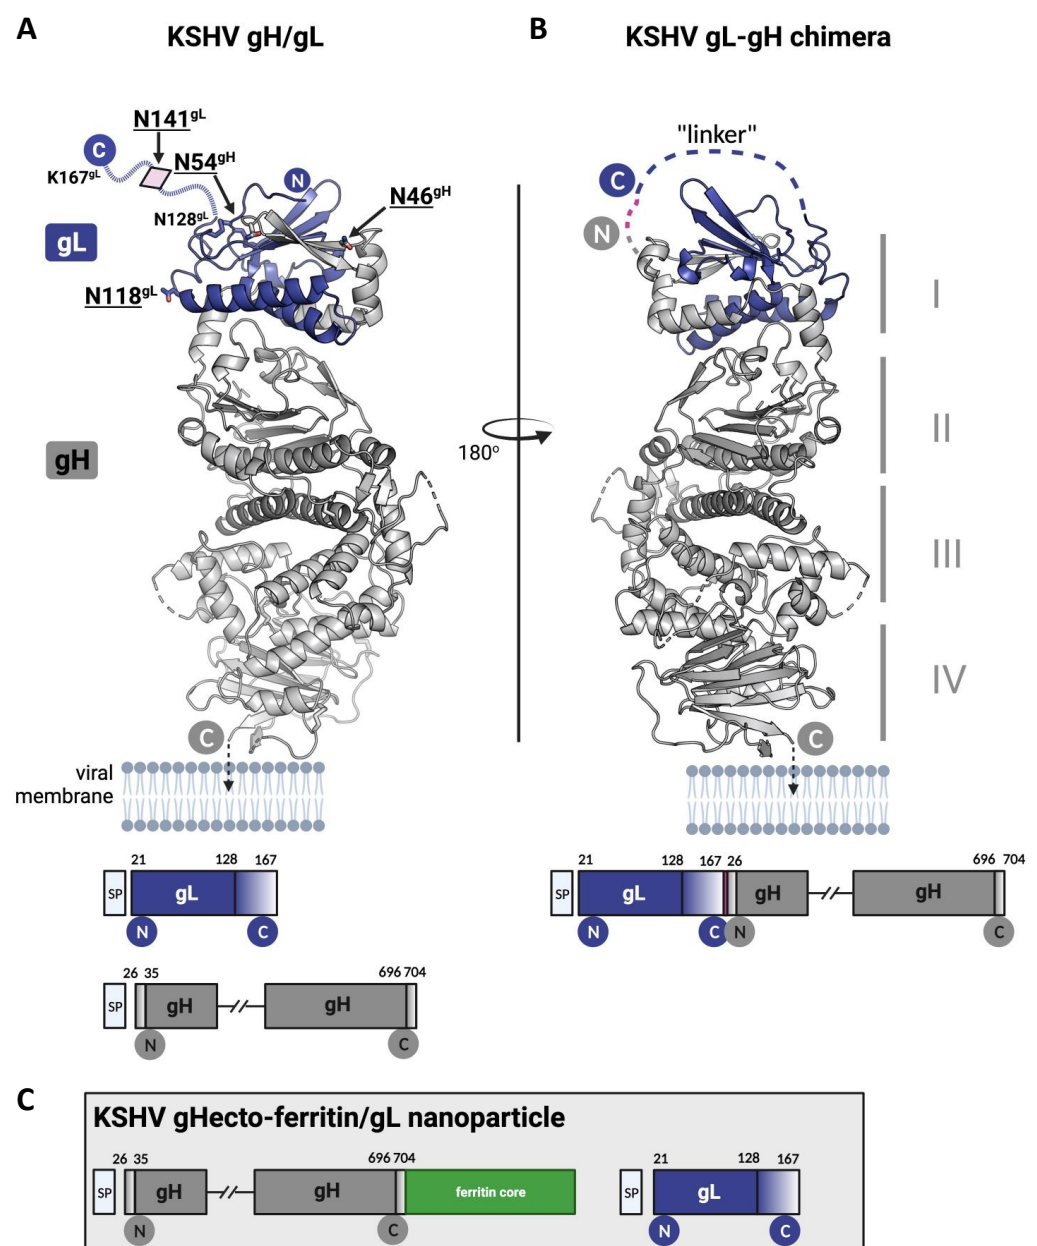 A
KSHV gH/gL
B
KSHV gL-gH chimera
N141gL
C
K167gL
N54gH
N
N46gH
N128gL
gL
N118gL
gH
C
viral
membrane
180º
"linker"
C
N
I
II
III
IV
C
21 128 167
SP gL
N C
26 35 696 704
SP gH gH
N C
21 128 167 26 696 704
SP gL gH gH
N C N C
C
KSHV gHecto-ferritin/gL nanoparticle
26 35 696 704 21 128 167
SP gH gH ferritin core SP gL
N C N C